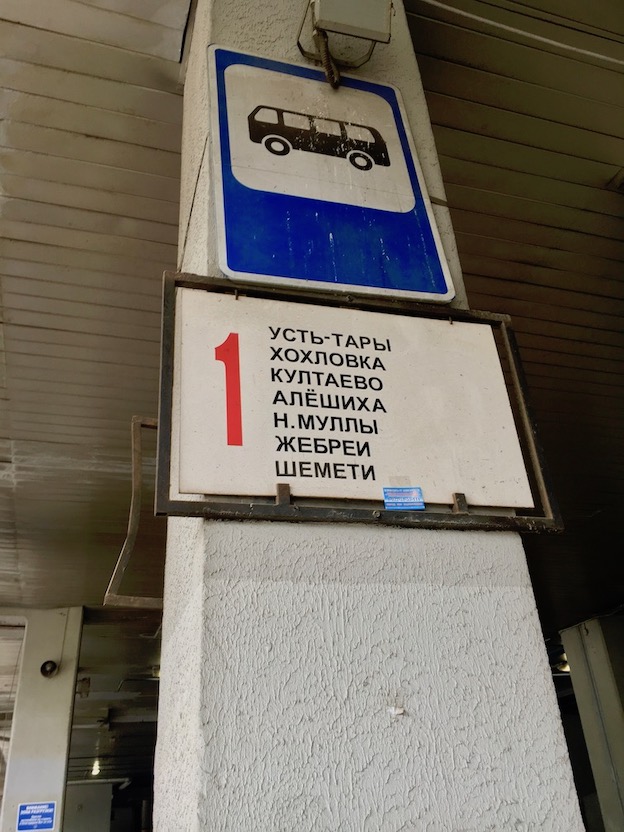 1
УСТЬ-ТАРЫ
ХОХЛОВКА
КУЛТАЕВО
АЛЁШИХА
Н.МУЛЛЫ
ЖЕБРЕИ
ШЕМЕТИ